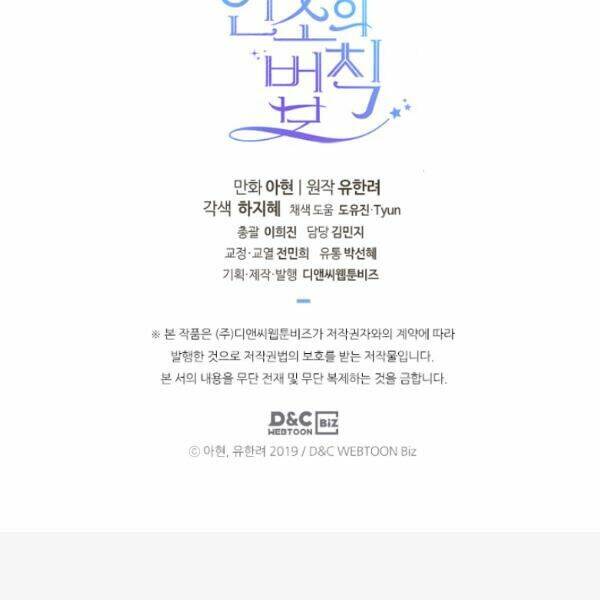 인소의
법칙
만화 아현 | 원작 유한려
각색 하지혜 채색 도움 도유진·Tyun
총괄 이희진 담당 김민지
교정·교열 전민희 유통 박선혜
기획·제작·발행 디앤씨웹툰비즈
※ 본 작품은 (주)디앤씨웹툰비즈가 저작권자와의 계약에 따라
발행한 것으로 저작권법의 보호를 받는 저작물입니다.
본 서의 내용을 무단 전재 및 무단 복제하는 것을 금합니다.
D&C BiZ
WEBTOON
ⓒ 아현, 유한려 2019 / D&C WEBTOON Biz